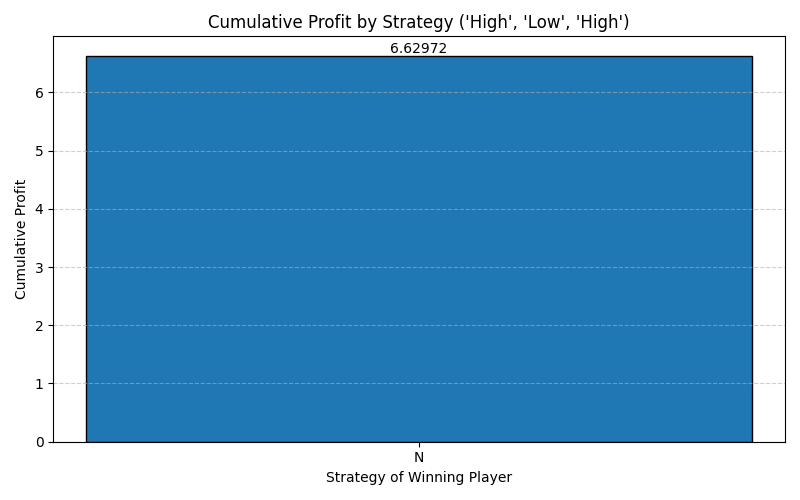 Cumulative Profit by Strategy ('High', 'Low', 'High')
6.62972
6
5
4
3
2
1
0
Cumulative Profit
N
Strategy of Winning Player